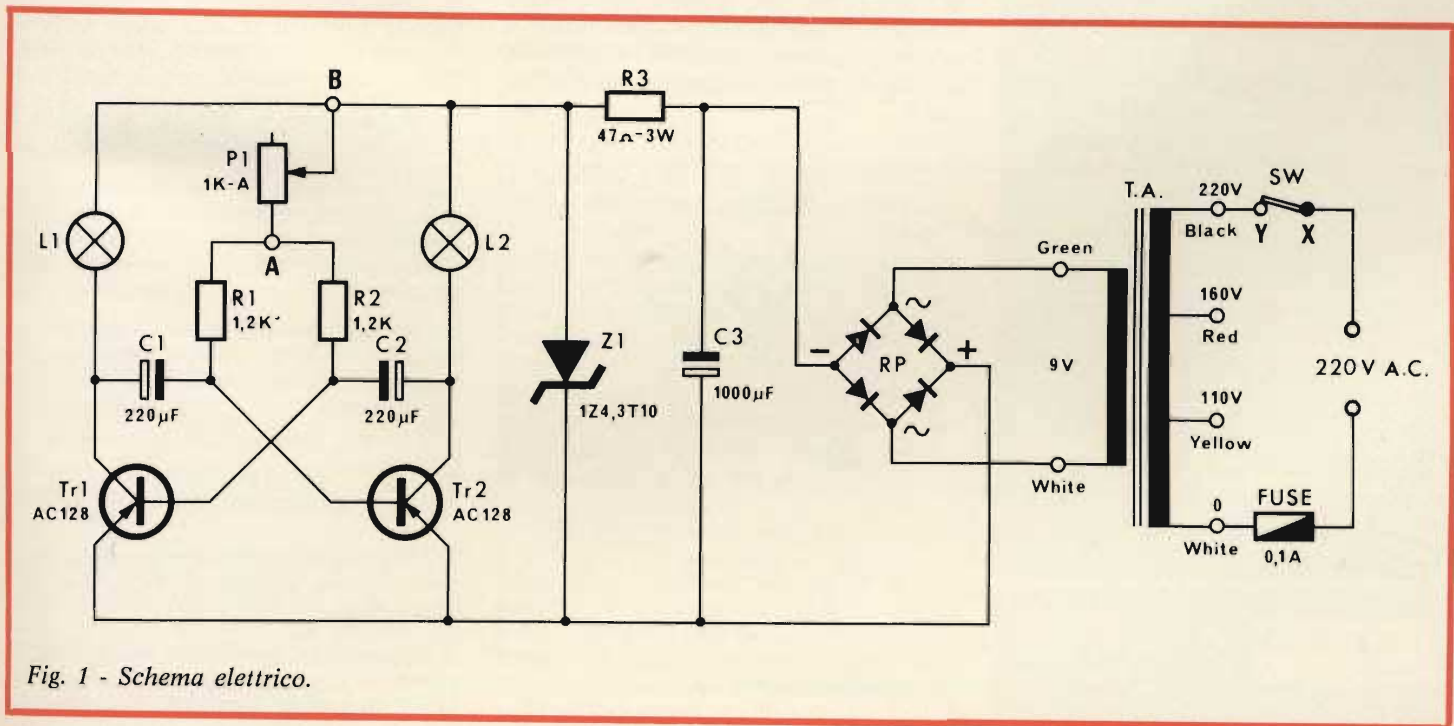 B
R3
47Ω-3W
P1
1K-A
L1
A
L2
R1
1,2K
R2
1,2K
C1
220µF
C2
220µF
Tr1
AC128
Tr2
AC128
Z1
1Z4,3T10
C3
1000µF
~
−
RP
+
~
Green
9V
White
T.A.
220V
SW
Black
Y
X
160V
Red
220V A.C.
110V
Yellow
0
FUSE
White
0,1A
Fig. 1 - Schema elettrico.